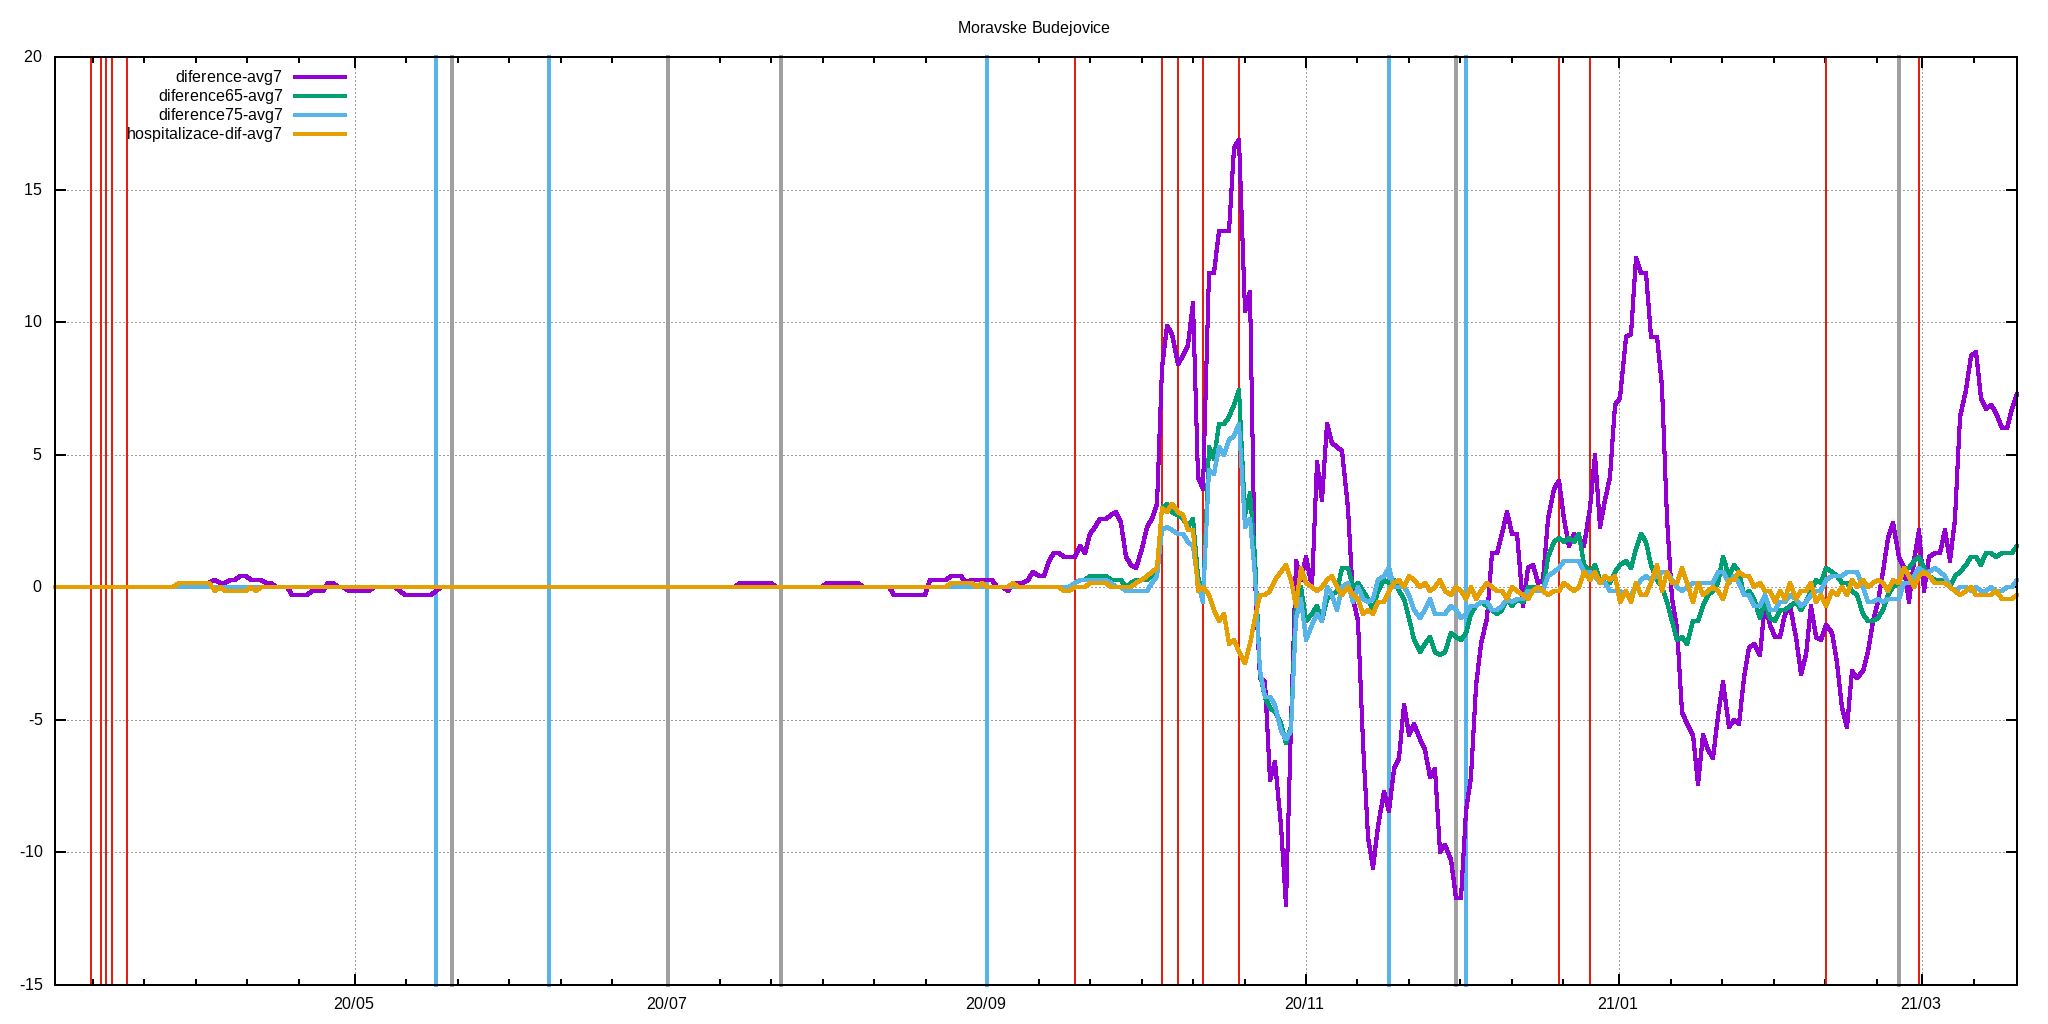 Moravske Budejovice
20
diference-avg7
diference65-avg7
diference75-avg7
hospitalizace-dif-avg7
15
10
5
0
-5
-10
-15
20/05 20/07 20/09 20/11 21/01 21/03